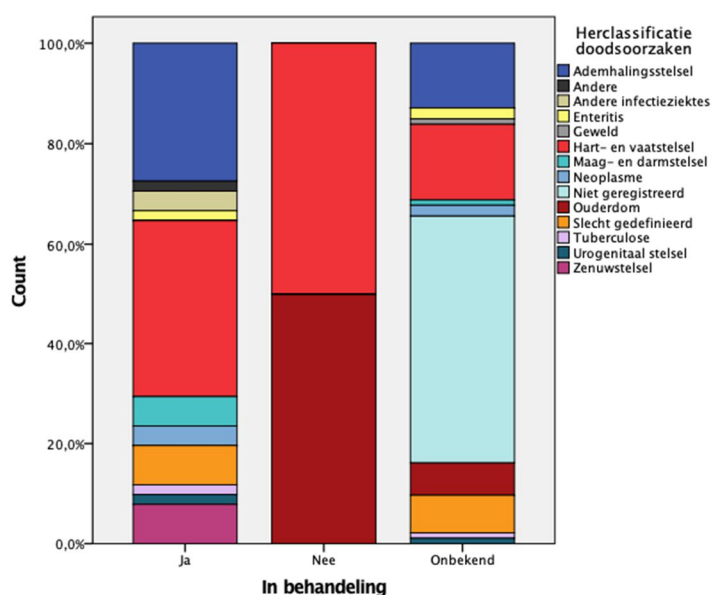 Herclassificatie
doodsoorzaken
Ademhalingsstelsel
Andere
Andere infectieziektes
Enteritis
Geweld
Hart- en vaatstelsel
Maag- en darmstelsel
Neoplasme
Niet geregistreerd
Ouderdom
Slecht gedefinieerd
Tuberculose
Urogenitaal stelsel
Zenuwstelsel
Count
100,0%
80,0%
60,0%
40,0%
20,0%
0,0%
Ja Nee Onbekend
In behandeling